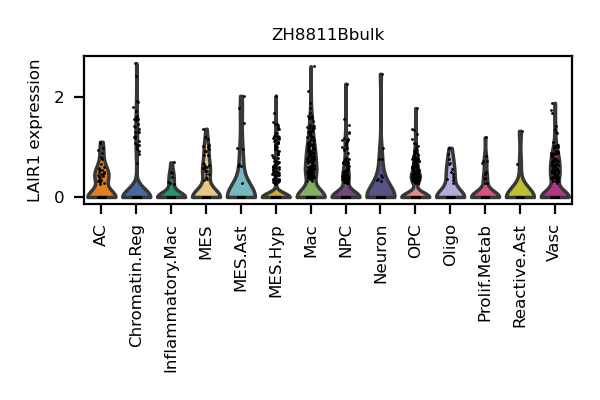 ZH8811Bbulk
LAIR1 expression
2
0
AC
Chromatin.Reg
Inflammatory.Mac
MES
MES.Ast
MES.Hyp
Mac
NPC
Neuron
OPC
Oligo
Prolif.Metab
Reactive.Ast
Vasc